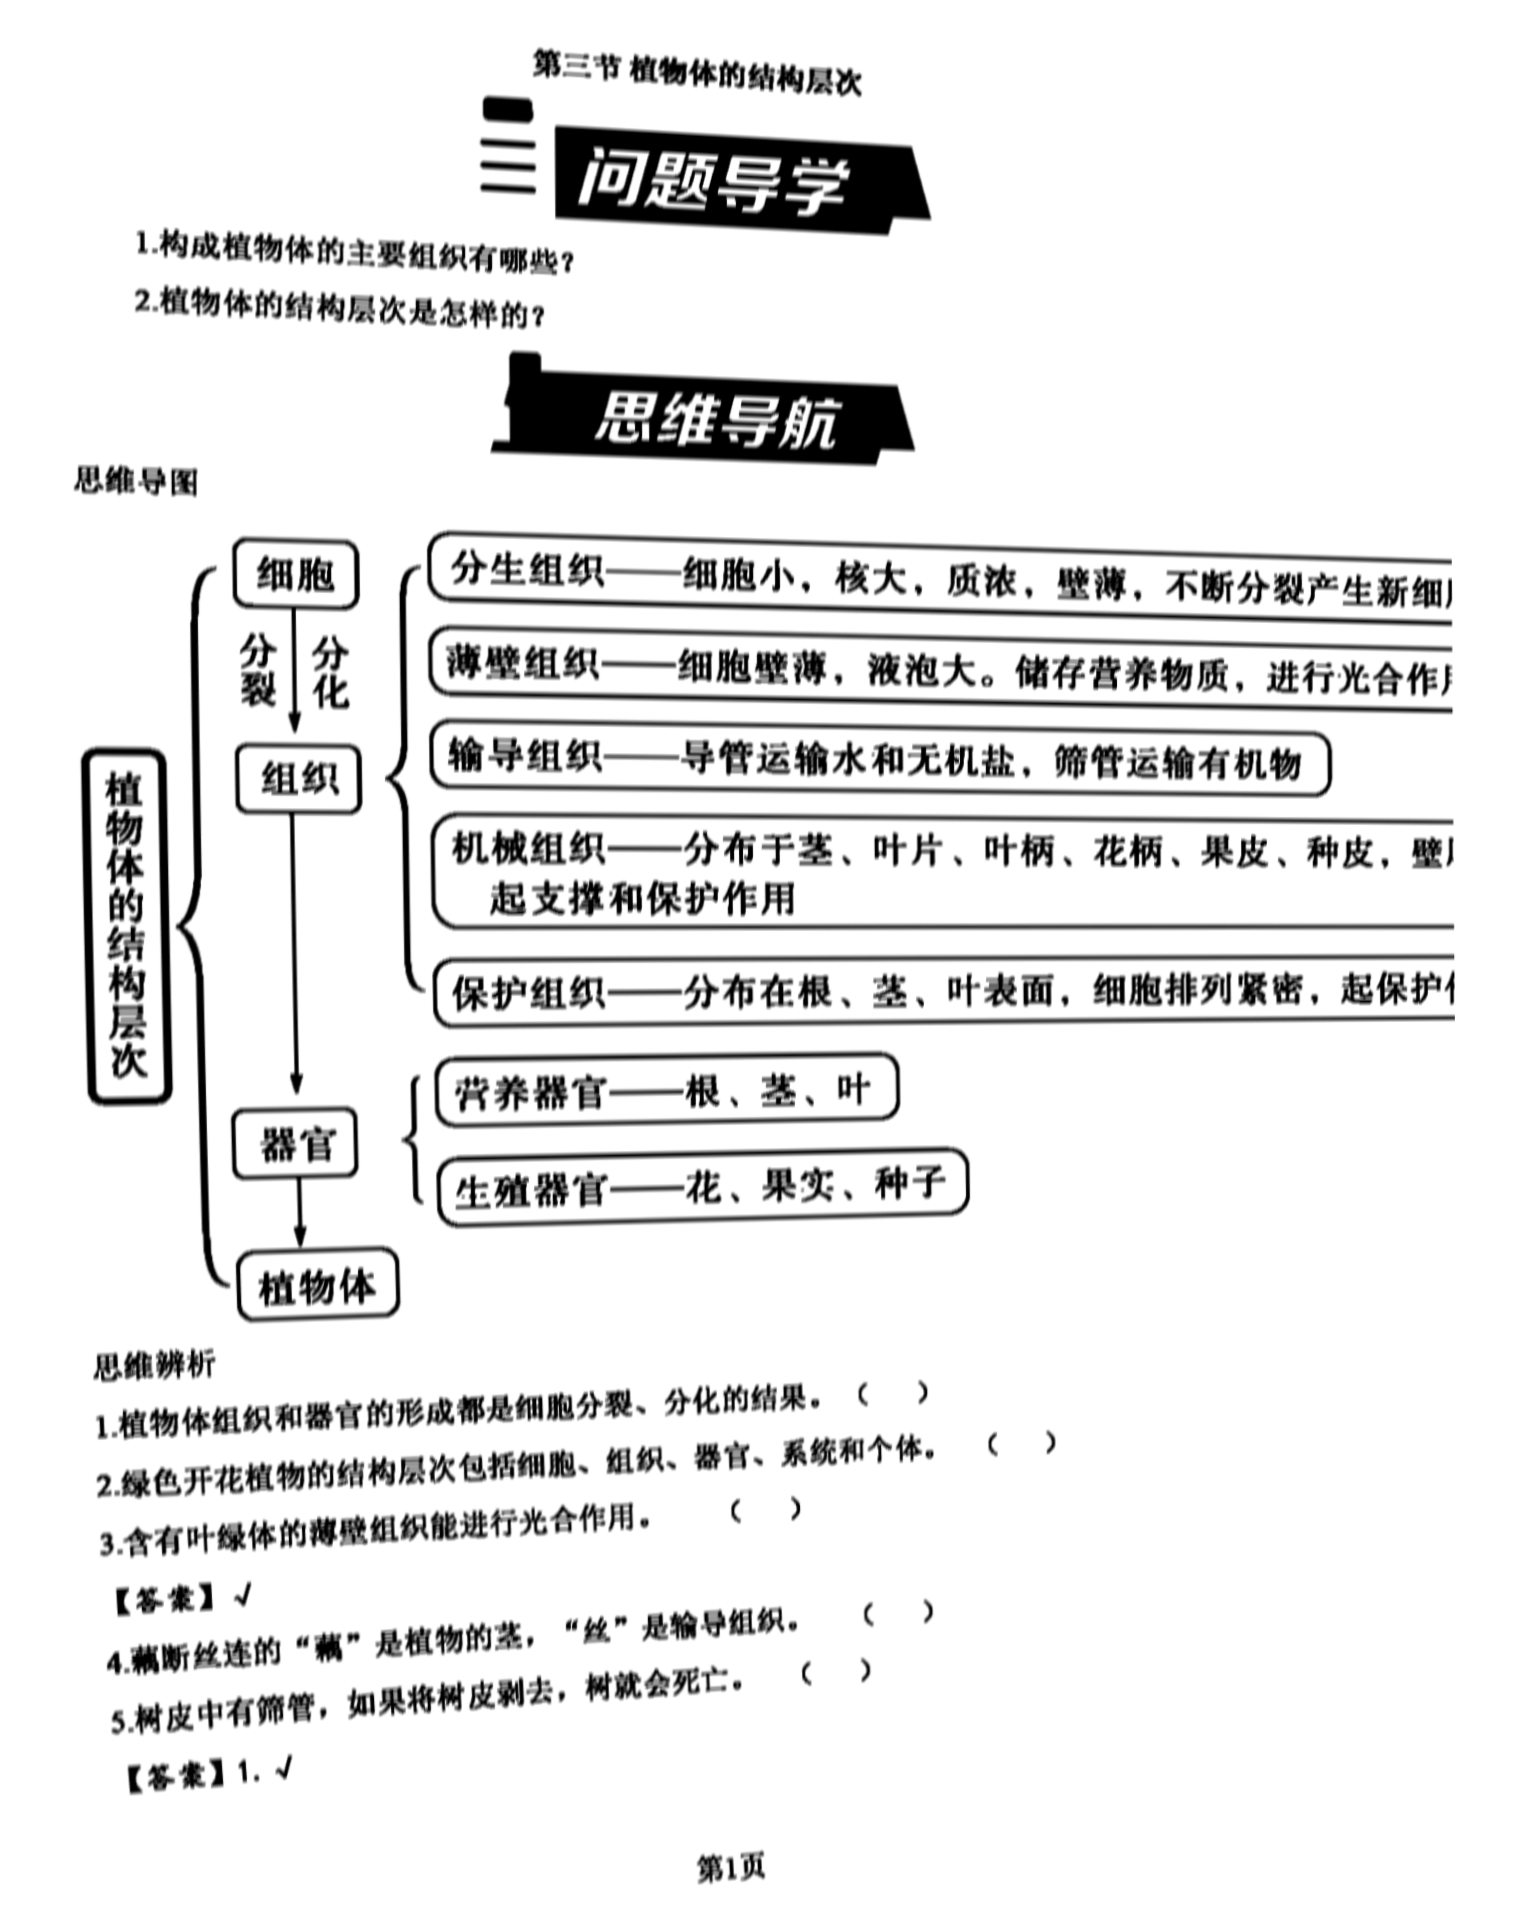 第三节 植物体的结构层次
问题导学
1.构成植物体的主要组织有哪些?
2.植物体的结构层次是怎样的?
思维导航
思维导图
植物体的结构层次
细胞
分裂 分化
组织
分生组织——细胞小，核大，质浓，壁薄，不断分裂产生新细
薄壁组织——细胞壁薄，液泡大。储存营养物质，进行光合作
输导组织——导管运输水和无机盐，筛管运输有机物
机械组织——分布于茎、叶片、叶柄、花柄、果皮、种皮，壁
起支撑和保护作用
保护组织——分布在根、茎、叶表面，细胞排列紧密，起保护
器官
营养器官——根、茎、叶
生殖器官——花、果实、种子
植物体
思维辨析
1.植物体组织和器官的形成都是细胞分裂、分化的结果。（ ）
2.绿色开花植物的结构层次包括细胞、组织、器官、系统和个体。（ ）
3.含有叶绿体的薄壁组织能进行光合作用。（ ）
【答案】√
4.藕断丝连的“藕”是植物的茎，“丝”是输导组织。（ ）
5.树皮中有筛管，如果将树皮剥去，树就会死亡。（ ）
【答案】1. √
第1页